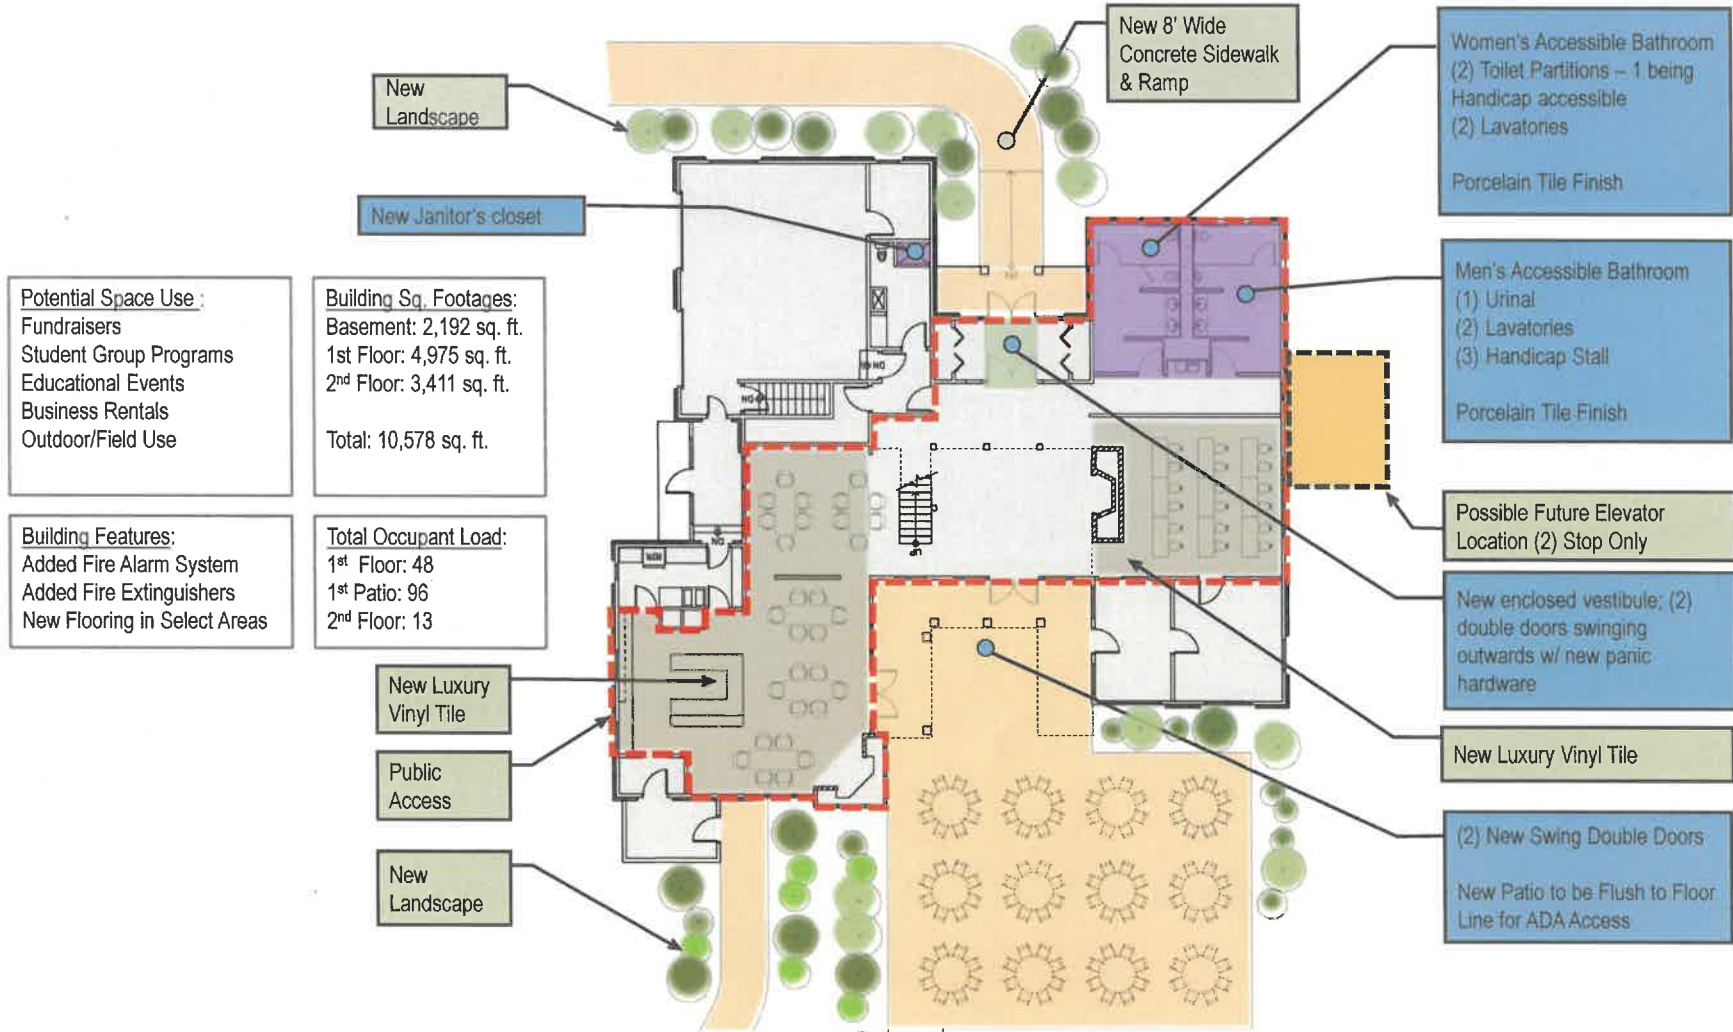 New 8' Wide
Concrete Sidewalk
& Ramp
Women's Accessible Bathroom
(2) Toilet Partitions – 1 being
Handicap accessible
(2) Lavatories
Porcelain Tile Finish
New
Landscape
New Janitor's closet
Men's Accessible Bathroom
(1) Urinal
(2) Lavatories
(3) Handicap Stall
Porcelain Tile Finish
Potential Space Use :
Fundraisers
Student Group Programs
Educational Events
Business Rentals
Outdoor/Field Use
Building Sq. Footages:
Basement: 2,192 sq. ft.
1st Floor: 4,975 sq. ft.
2nd Floor: 3,411 sq. ft.
Total: 10,578 sq. ft.
Building Features:
Added Fire Alarm System
Added Fire Extinguishers
New Flooring in Select Areas
Total Occupant Load:
1st Floor: 48
1st Patio: 96
2nd Floor: 13
Possible Future Elevator
Location (2) Stop Only
New enclosed vestibule; (2)
double doors swinging
outwards w/ new panic
hardware
New Luxury
Vinyl Tile
New Luxury Vinyl Tile
Public
Access
(2) New Swing Double Doors
New Patio to be Flush to Floor
Line for ADA Access
New
Landscape
DN
DN
DN
DN
UP